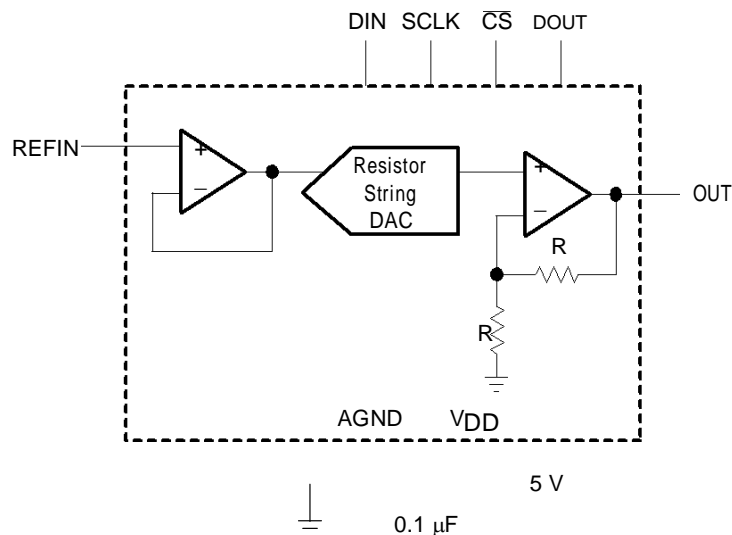 DIN SCLK CS DOUT
REFIN
+
−
Resistor
String
DAC
+
−
OUT
R
R
AGND VDD
5 V
0.1 μF